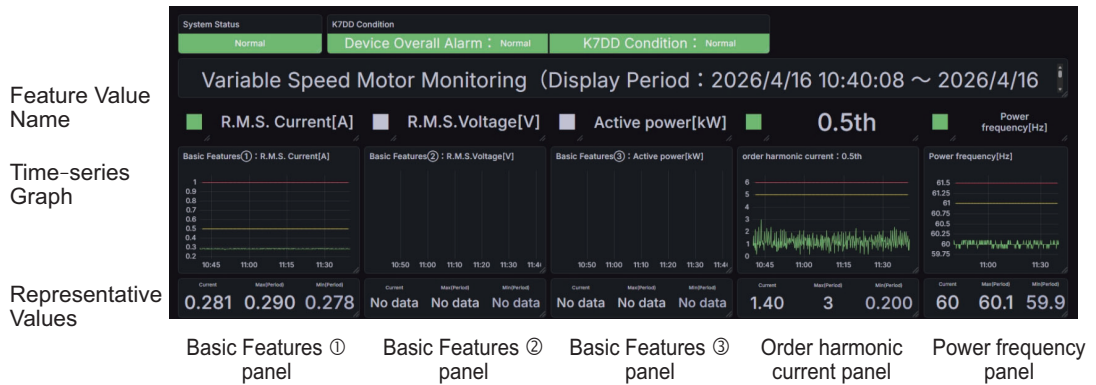 System Status
K7DD Condition
Normal
Device Overall Alarm : Normal
K7DD Condition : Normal
Variable Speed Motor Monitoring（Display Period : 2026/4/16 10:40:08 ～ 2026/4/16
Feature Value
Name
R.M.S. Current[A]
R.M.S.Voltage[V]
Active power[kW]
0.5th
Power
frequency[Hz]
Time-series
Graph
Basic Features① : R.M.S. Current[A]
1
0.9
0.8
0.7
0.6
0.5
0.4
0.3
0.2
10:45 11:00 11:15 11:30
Basic Features② : R.M.S.Voltage[V]
10:50 11:00 11:10 11:20 11:30 11:4
Basic Features③ : Active power[kW]
10:50 11:00 11:10 11:20 11:30 11:4
order harmonic current : 0.5th
6
5
4
3
2
1
0
10:45 11:00 11:15 11:30
Power frequency[Hz]
61.5
61.25
61
60.75
60.5
60.25
60
59.75
11:00 11:30
Representative
Values
Current Max(Period) Min(Period)
0.281 0.290 0.278
Current Max(Period) Min(Period)
No data No data No data
Current Max(Period) Min(Period)
No data No data No data
Current Max(Period) Min(Period)
1.40 3 0.200
Current Max(Period) Min(Period)
60 60.1 59.9
Basic Features ①
panel
Basic Features ②
panel
Basic Features ③
panel
Order harmonic
current panel
Power frequency
panel